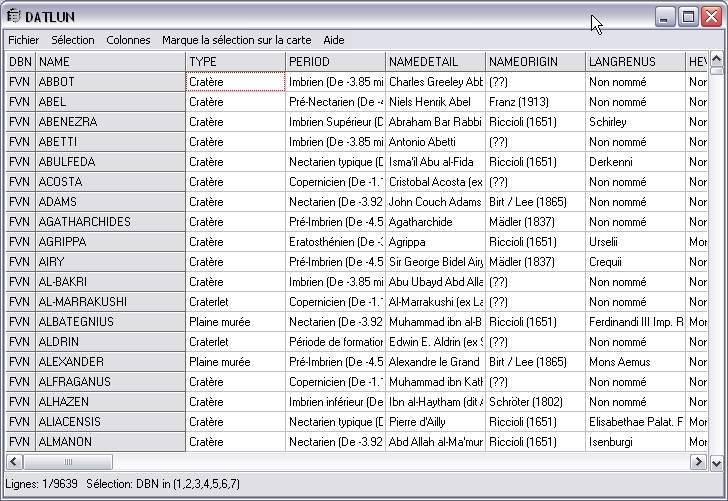 DATLUN
Fichier Sélection Colonnes Marque la sélection sur la carte Aide
DBN NAME TYPE PERIOD NAMEDETAIL NAMEORIGIN LANGRENUS HEV
FVN ABBOT Cratère Imbrien (De -3.85 mi Charles Greeley Abb (??) Non nommé Nor
FVN ABEL Cratère Pré-Nectarien (De -4 Niels Henrik Abel Franz (1913) Non nommé Nor
FVN ABENEZRA Cratère Imbrien Supérieur (D Abraham Bar Rabbi Riccioli (1651) Schirley Nor
FVN ABETTI Cratère Imbrien (De -3.85 mi Antonio Abetti (??) Non nommé Nor
FVN ABULFEDA Cratère Nectarien typique (D Isma'il Abu al-Fida Riccioli (1651) Derkenni Nor
FVN ACOSTA Cratère Copernicien (De -1. Cristobal Acosta (ex (??) Non nommé Nor
FVN ADAMS Cratère Nectarien (De -3.92 John Couch Adams Birt / Lee (1865) Non nommé Nor
FVN AGATHARCHIDES Cratère Pré-Imbrien (De -4.5 Agatharchide Mädler (1837) Non nommé Mor
FVN AGRIPPA Cratère Eratosthénien (De -3 Agrippa Riccioli (1651) Urselii Mor
FVN AIRY Cratère Pré-Imbrien (De -4.5 Sir George Bidel Airy Mädler (1837) Crequii Nor
FVN AL-BAKRI Cratère Imbrien (De -3.85 mi Abu Ubayd Abd Alla (??) Non nommé Nor
FVN AL-MARRAKUSHI Craterlet Copernicien (De -1. Al-Marrakushi (ex La (??) Non nommé Nor
FVN ALBATEGNIUS Plaine murée Nectarien (De -3.92 Muhammad ibn al-B Riccioli (1651) Ferdinandi III Imp. R Mor
FVN ALDRIN Craterlet Période de formation Edwin E. Aldrin (ex S (??) Non nommé Nor
FVN ALEXANDER Plaine murée Pré-Imbrien (De -4.5 Alexandre le Grand Birt / Lee (1865) Mons Aemus Nor
FVN ALFRAGANUS Cratère Copernicien (De -1. Muhammad ibn Kath (??) Non nommé Nor
FVN ALHAZEN Cratère Imbrien inférieur (De Ibn al-Haytham (dit A Schröter (1802) Non nommé Mor
FVN ALIACENSIS Cratère Nectarien typique (D Pierre d'Ailly Riccioli (1651) Elisabethae Palat. F Nor
FVN ALMANON Cratère Nectarien (De -3.92 Abd Allah al-Ma'mur Riccioli (1651) Isenburgi Mor
Lignes: 1/9639 Sélection: DBN in (1,2,3,4,5,6,7)